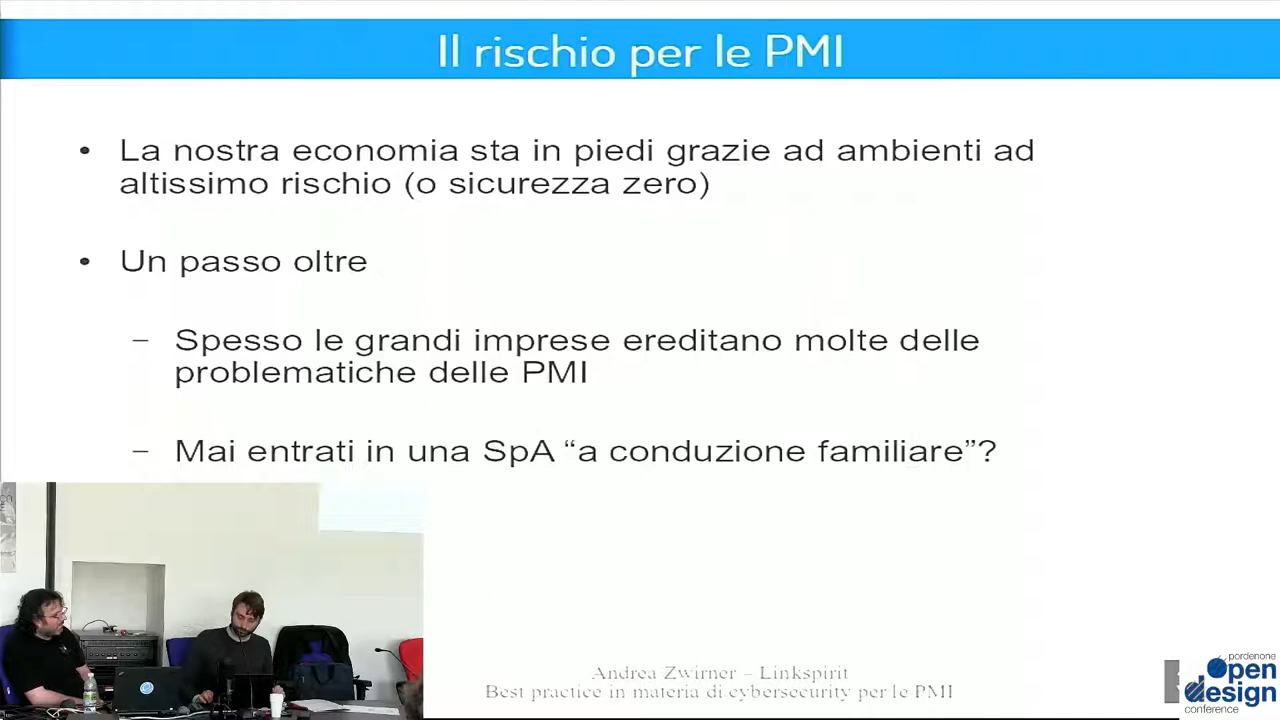 Il rischio per le PMI
• La nostra economia sta in piedi grazie ad ambienti ad
altissimo rischio (o sicurezza zero)
• Un passo oltre
– Spesso le grandi imprese ereditano molte delle
problematiche delle PMI
– Mai entrati in una SpA “a conduzione familiare”?
Andrea Zwirner – Linkspirit
Best practice in materia di cybersecurity per le PMI
pordenone
open
design
conference